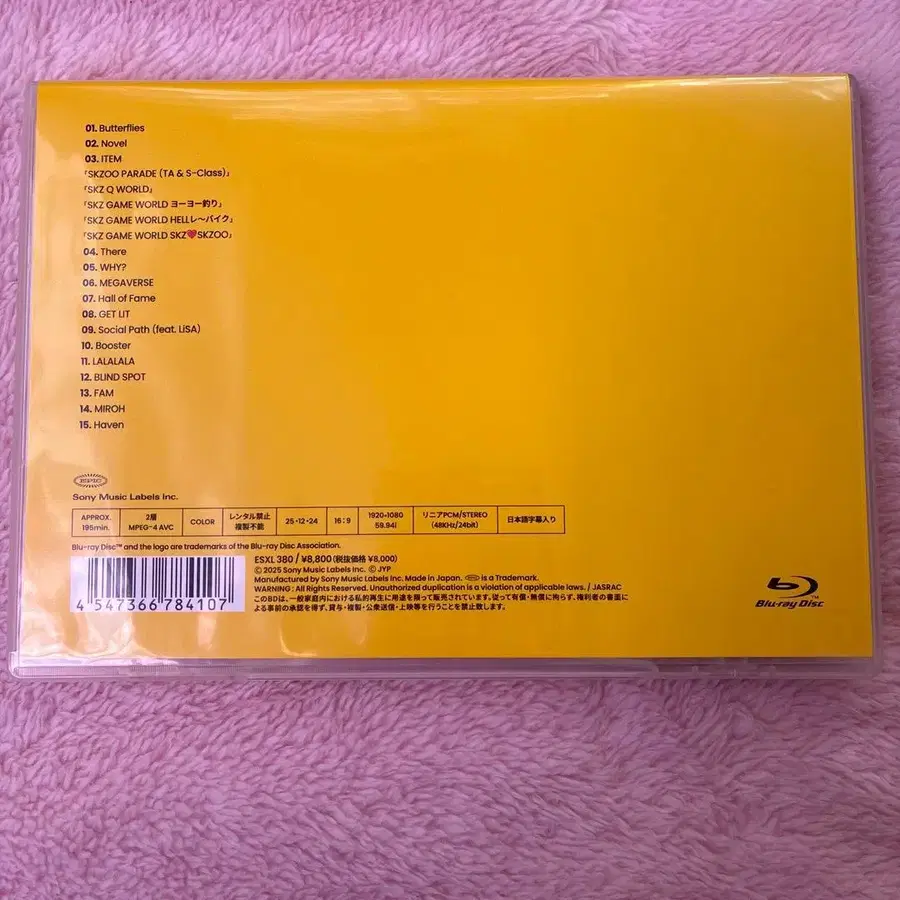 01. Butterflies
02. Novel
03. ITEM
「SKZOO PARADE (TA & S-Class)」
「SKZ Q WORLD」
「SKZ GAME WORLD ヨーヨー釣り」
「SKZ GAME WORLD HELLレ〜バイク」
「SKZ GAME WORLD SKZ❤SKZOO」
04. There
05. WHY?
06. MEGAVERSE
07. Hall of Fame
08. GET LIT
09. Social Path (feat. LiSA)
10. Booster
11. LALALALA
12. BLIND SPOT
13. FAM
14. MIROH
15. Haven
EPIC
Sony Music Labels Inc.
APPROX. 195min.
2層 MPEG-4 AVC
COLOR
レンタル禁止 複製不能
25・12・24
16:9
1920×1080 59.94i
リニアPCM/STEREO (48KHz/24bit)
日本語字幕入り
Blu-ray Disc™ and the logo are trademarks of the Blu-ray Disc Association.
4 547366 784107
ESXL 380 / ¥8,800 (税抜価格 ¥8,000)
Ⓒ 2025 Sony Music Labels Inc. Ⓒ JYP
Manufactured by Sony Music Labels Inc. Made in Japan. EPIC is a Trademark.
WARNING : All Rights Reserved. Unauthorized duplication is a violation of applicable laws. / JASRAC
このBDは、一般家庭内における私的再生に用途を限って販売されています。従って有償・無償に拘らず、権利者の書面に
よる事前の承認を得ず、貸与・複製・公衆送信・上映等を行うことを禁止致します。
Blu-ray Disc™